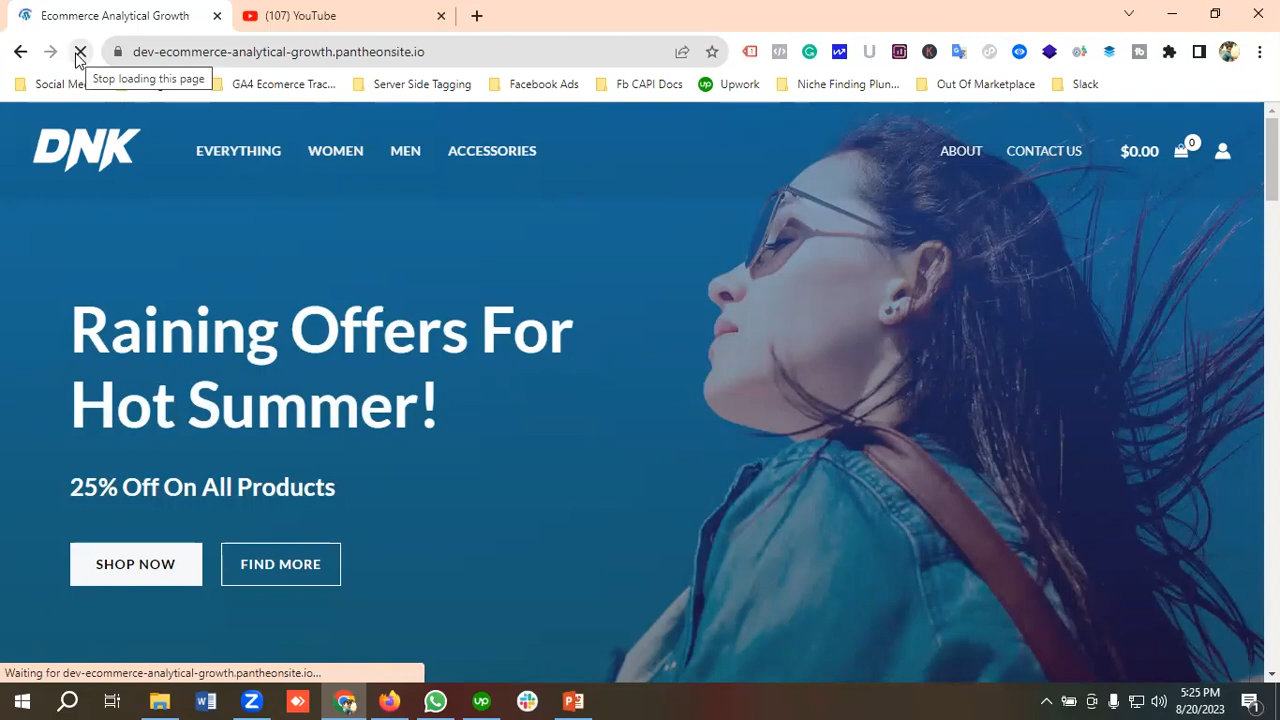 Ecommerce Analytical Growth
(107) YouTube
dev-ecommerce-analytical-growth.pantheonsite.io
Stop loading this page
Social Me
GA4 Ecomerce Trac...
Server Side Tagging
Facebook Ads
Fb CAPI Docs
Up Upwork
Niche Finding Plun...
Out Of Marketplace
Slack
DNK
EVERYTHING
WOMEN
MEN
ACCESSORIES
ABOUT
CONTACT US
$0.00
0
Raining Offers For
Hot Summer!
25% Off On All Products
SHOP NOW
FIND MORE
Waiting for dev-ecommerce-analytical-growth.pantheonsite.io...
5:25 PM
8/20/2023